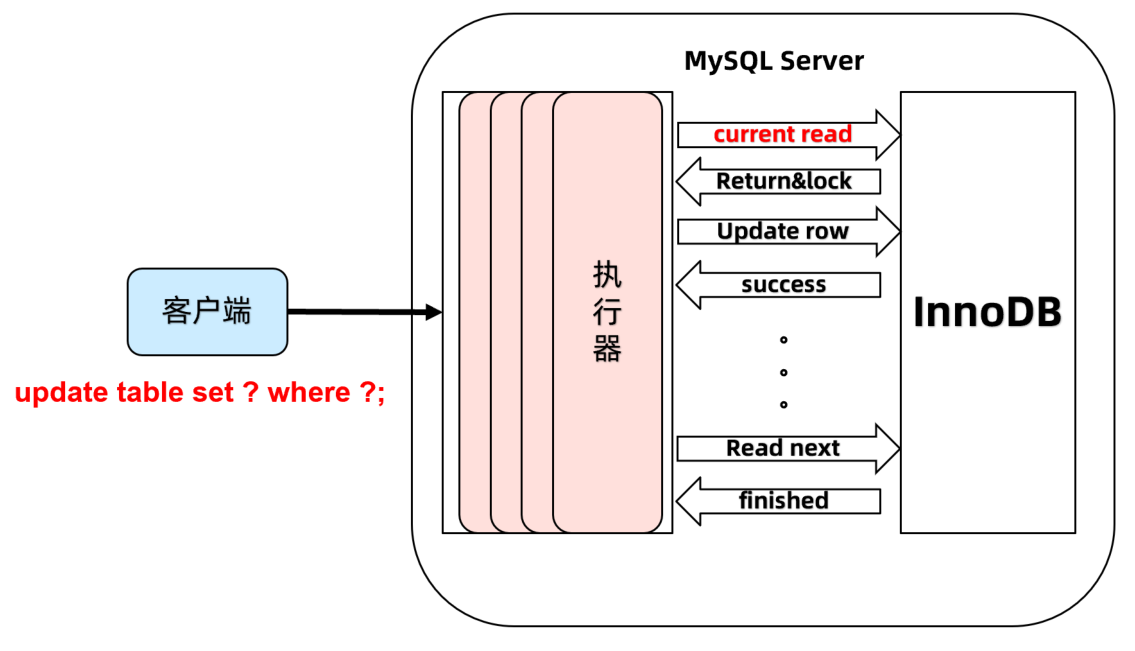 MySQL Server
客户端
update table set ? where ?;
执
行
器
current read
Return&lock
Update row
success
Read next
finished
InnoDB